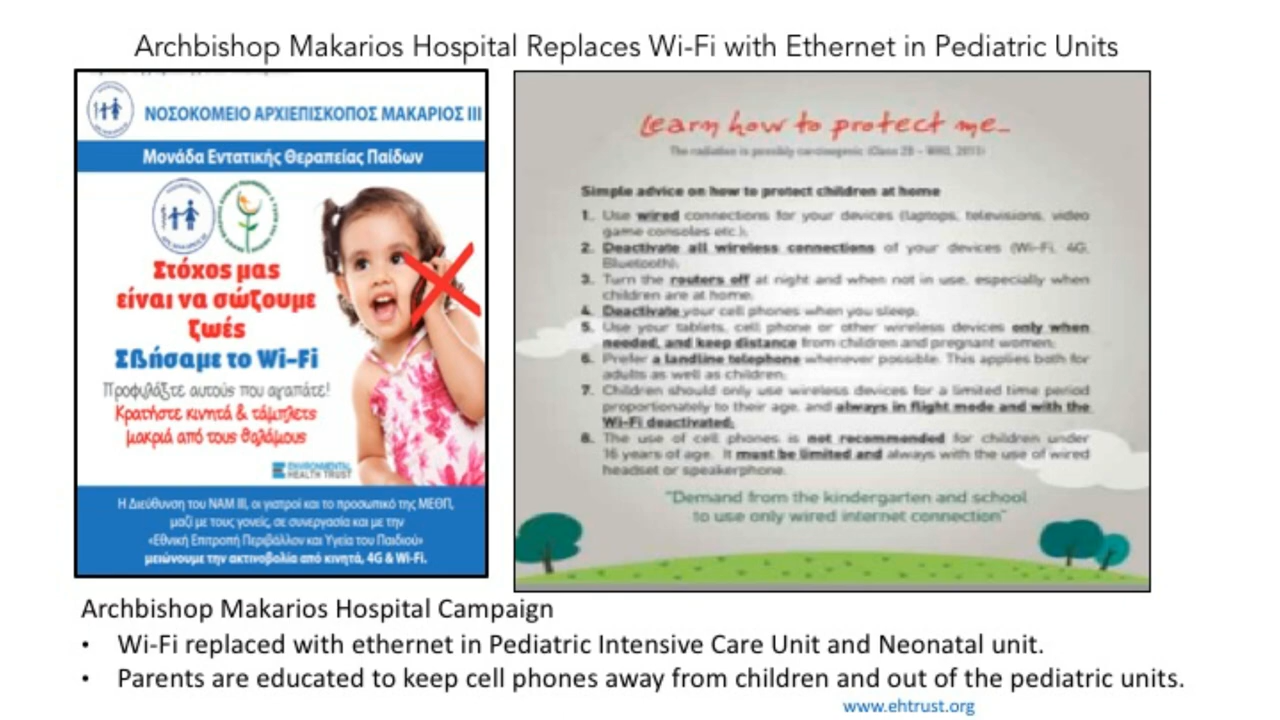 Archbishop Makarios Hospital Replaces Wi-Fi with Ethernet in Pediatric Units
ΝΟΣΟΚΟΜΕΙΟ ΑΡΧΙΕΠΙΣΚΟΠΟΣ ΜΑΚΑΡΙΟΣ ΙΙΙ
Μονάδα Εντατικής Θεραπείας Παίδων
Στόχος μας
είναι να σώζουμε
ζωές
Σβήσαμε το Wi-Fi
Προφυλάξτε αυτούς που αγαπάτε!
Κρατήστε κινητά & τάμπλετς
μακριά από τους θαλάμους
ENVIRONMENTAL
HEALTH TRUST
Η Διεύθυνση του ΝΑΜ ΙΙΙ, οι γιατροί και το προσωπικό της ΜΕΘΠ,
μαζί με τους γονείς, σε συνεργασία και με την
«Εθνική Επιτροπή Περιβάλλον και Υγεία του Παιδιού»
μειώνουμε την ακτινοβολία από κινητά, 4G & Wi-Fi.
learn how to protect me...
The radiation is possibly carcinogenic (Class 2B – WHO, 2011)
Simple advice on how to protect children at home
1. Use wired connections for your devices (laptops, televisions, video
game consoles etc.).
2. Deactivate all wireless connections of your devices (Wi-Fi, 4G,
Bluetooth).
3. Turn the routers off at night and when not in use, especially when
children are at home.
4. Deactivate your cell phones when you sleep.
5. Use your tablets, cell phone or other wireless devices only when
needed, and keep distance from children and pregnant women.
6. Prefer a landline telephone whenever possible. This applies both for
adults as well as children.
7. Children should only use wireless devices for a limited time period
proportionately to their age, and always in flight mode and with the
Wi-Fi deactivated.
8. The use of cell phones is not recommended for children under
16 years of age. It must be limited and always with the use of wired
headset or speakerphone.
"Demand from the kindergarten and school
to use only wired internet connection"
Archbishop Makarios Hospital Campaign
• Wi-Fi replaced with ethernet in Pediatric Intensive Care Unit and Neonatal unit.
• Parents are educated to keep cell phones away from children and out of the pediatric units.
www.ehtrust.org